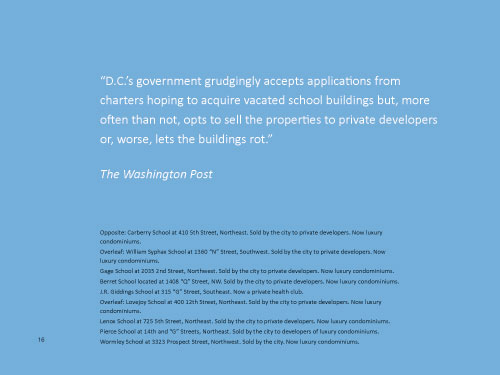 “D.C.’s government grudgingly accepts applications from
charters hoping to acquire vacated school buildings but, more
often than not, opts to sell the properties to private developers
or, worse, lets the buildings rot.”
The Washington Post
Opposite: Carberry School at 410 5th Street, Northeast. Sold by the city to private developers. Now luxury
condominiums.
Overleaf: William Syphax School at 1360 “N” Street, Southwest. Sold by the city to private developers. Now
luxury condominiums.
Gage School at 2035 2nd Street, Northwest. Sold by the city to private developers. Now luxury condominiums.
Berret School located at 1408 “Q” Street, NW. Sold by the city to private developers. Now luxury condominiums.
J.R. Giddings School at 315 “G” Street, Southeast. Now a private health club.
Overleaf: Lovejoy School at 400 12th Street, Northeast. Sold by the city to private developers. Now luxury
condominiums.
Lenox School at 725 5th Street, Northeast. Sold by the city to private developers. Now luxury condominiums.
Pierce School at 14th and “G” Streets, Northeast. Sold by the city to developers of luxury condominiums.
Wormley School at 3323 Prospect Street, Northwest. Sold by the city. Now luxury condominiums.
16